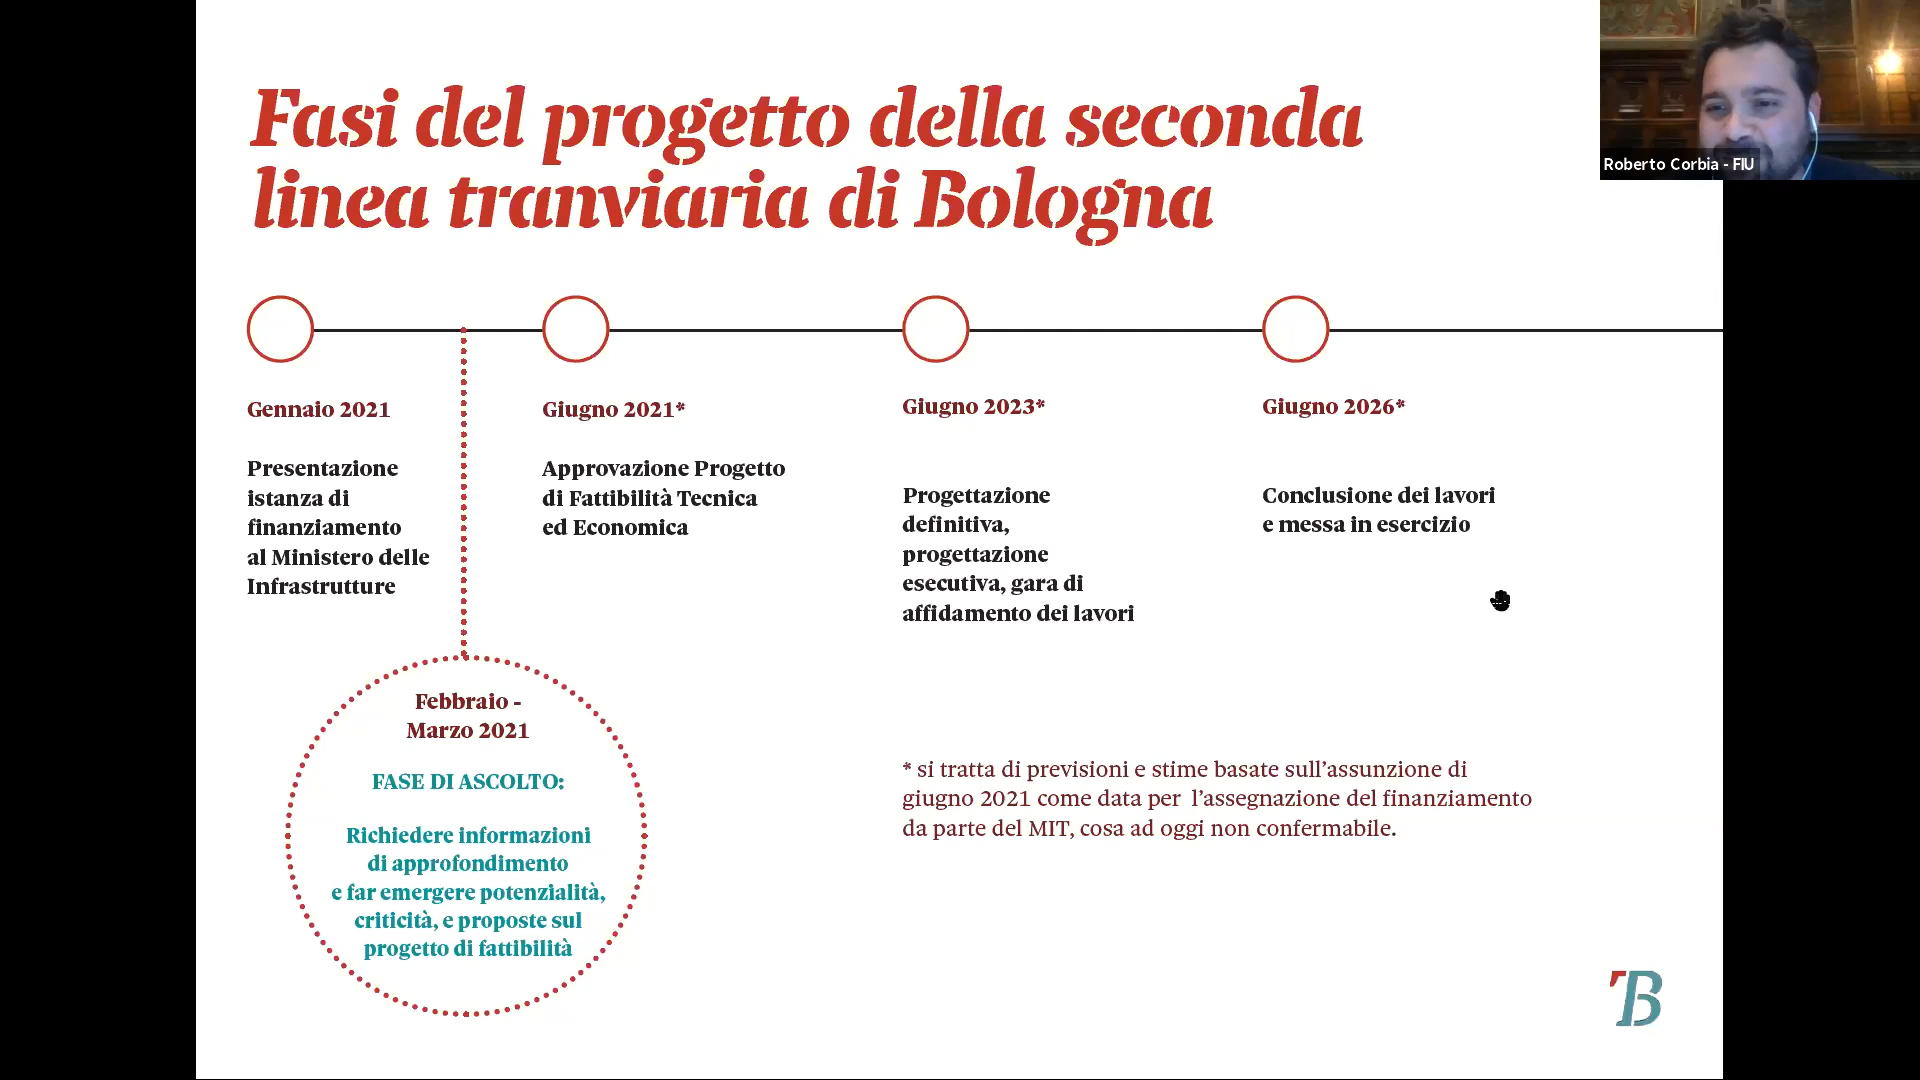 Fasi del progetto della seconda
linea tranviaria di Bologna
Roberto Corbia - FIU
Gennaio 2021
Presentazione
istanza di
finanziamento
al Ministero delle
Infrastrutture
Febbraio -
Marzo 2021
FASE DI ASCOLTO:
Richiedere informazioni
di approfondimento
e far emergere potenzialità,
criticità, e proposte sul
progetto di fattibilità
Giugno 2021*
Approvazione Progetto
di Fattibilità Tecnica
ed Economica
Giugno 2023*
Progettazione
definitiva,
progettazione
esecutiva, gara di
affidamento dei lavori
Giugno 2026*
Conclusione dei lavori
e messa in esercizio
* si tratta di previsioni e stime basate sull'assunzione di
giugno 2021 come data per l'assegnazione del finanziamento
da parte del MIT, cosa ad oggi non confermabile.
TB